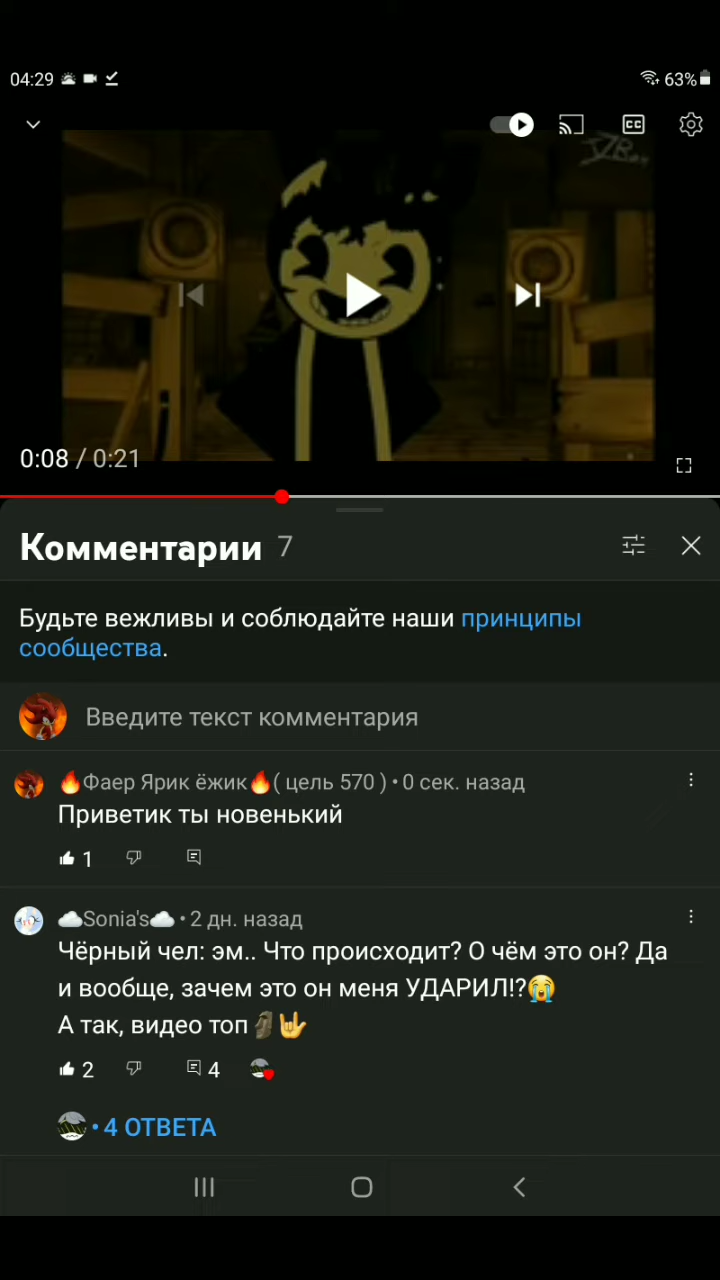 04:29
63%
CC
0:08 / 0:21
Комментарии 7
Будьте вежливы и соблюдайте наши принципы
сообщества.
Введите текст комментария
🔥Фаер Ярик ёжик🔥( цель 570 ) • 0 сек. назад
Приветик ты новенький
1
☁️Sonia's☁️ • 2 дн. назад
Чёрный чел: эм.. Что происходит? О чём это он? Да
и вообще, зачем это он меня УДАРИЛ!?😭
А так, видео топ🗿🤟
2 4
• 4 ОТВЕТА